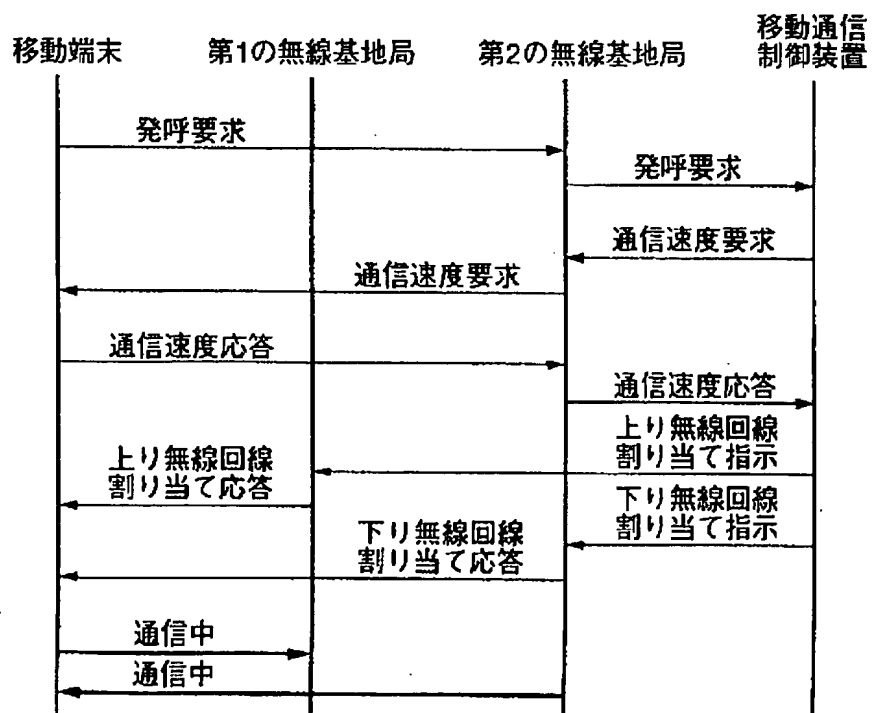 移動端末
第1の無線基地局
第2の無線基地局
移動通信
制御装置
発呼要求
発呼要求
通信速度要求
通信速度要求
通信速度応答
通信速度応答
上り無線回線
割り当て指示
上り無線回線
割り当て応答
下り無線回線
割り当て指示
下り無線回線
割り当て応答
通信中
通信中